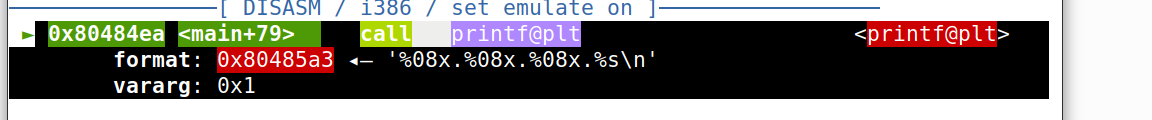 [ DISASM / i386 / set emulate on ]
► 0x80484ea <main+79> call printf@plt <printf@plt>
format: 0x80485a3 ◂— '%08x.%08x.%08x.%s\n'
vararg: 0x1